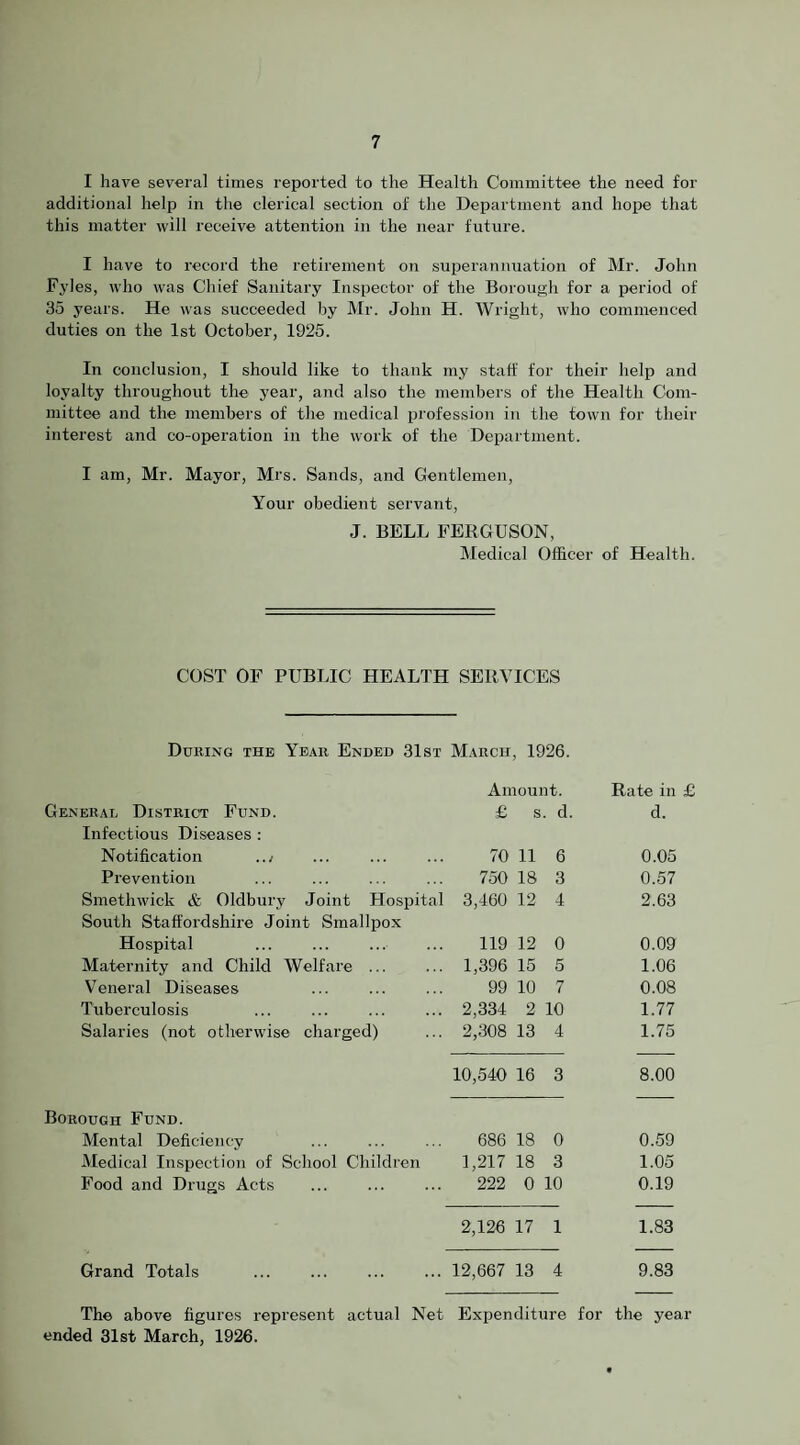 7
I have several times reported to the Health Committee the need for
additional help in the clerical section of the Department and hope that
this matter will receive attention in the near future.
I have to record the retirement on superannuation of Mr. John
Fyles, who was Chief Sanitary Inspector of the Borough for a period of
35 years. He was succeeded by Mr. John H. Wright, who commenced
duties on the 1st October, 1925.
In conclusion, I should like to thank my staff for their help and
loyalty throughout the year, and also the members of the Health Com-
mittee and the members of the medical profession in the town for their
interest and co-operation in the work of the Department.
I am, Mr. Mayor, Mrs. Sands, and Gentlemen,
Your obedient servant,
J. BELL FERGUSON,
Medical Officer of Health.
COST OF PUBLIC HEALTH SERVICES
During the Year Ended 31st March, 1926.
Amount. Rate in £
General District Fund. £ s. d. d.
Infectious Diseases :
Notification ... ... ... ... 70 11 6 0.05
Prevention ... ... ... ... 750 18 3 0.57
Smethwick & Oldbury Joint Hospital 3,460 12 4 2.63
South Staffordshire Joint Smallpox
Hospital ... ... ... ... 119 12 0 0.09
Maternity and Child Welfare ... ... 1,396 15 5 1.06
Veneral Diseases ... ... ... 99 10 7 0.08
Tuberculosis ... ... ... ... 2,334 2 10 1.77
Salaries (not otherwise charged) ... 2,308 13 4 1.75
10,540 16 3 8.00
Borough Fund.
Mental Deficiency ... ... ... 686 18 0 0.59
Medical Inspection of School Children 1,217 18 3 1.05
Food and Drugs Acts ... ... ... 222 0 10 0.19
2,126 17 1 1.83
Grand Totals ... ... ... ... 12,667 13 4 9.83
The above figures represent actual Net Expenditure for the year
ended 31st March, 1926.